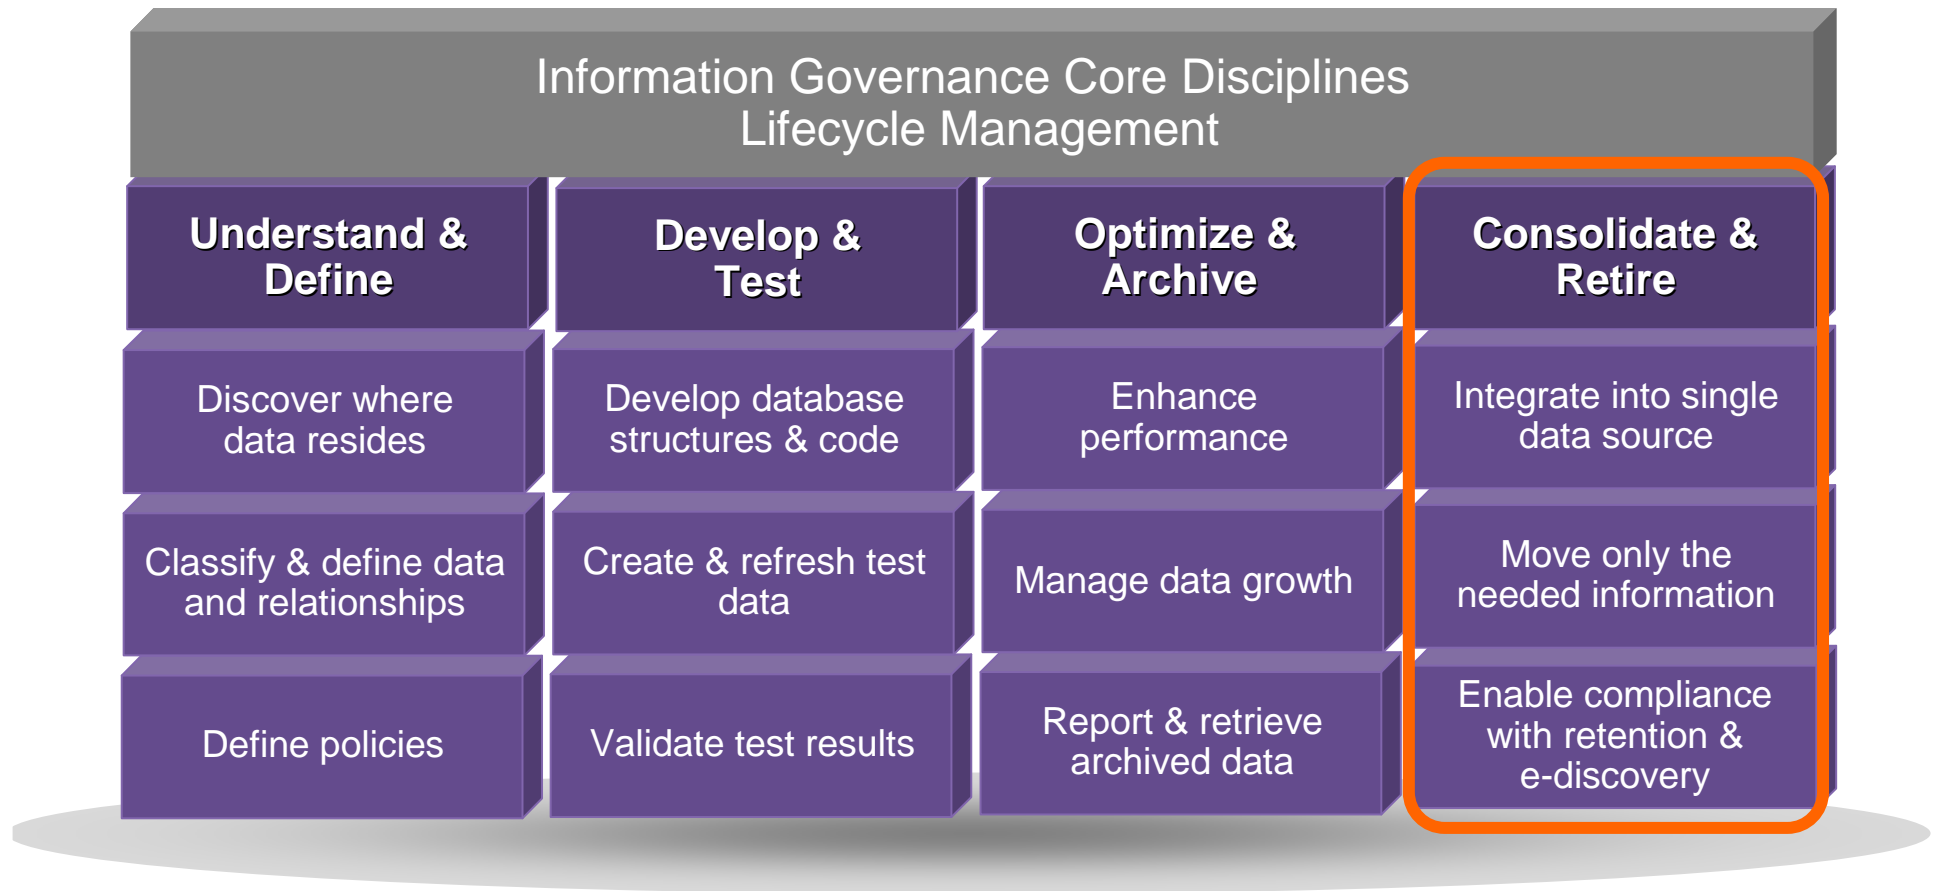 Information Governance Core Disciplines
Lifecycle Management
Understand &
Define
Discover where
data resides
Classify & define data
and relationships
Define policies
Develop &
Test
Develop database
structures & code
Create & refresh test
data
Validate test results
Optimize &
Archive
Enhance
performance
Manage data growth
Report & retrieve
archived data
Consolidate &
Retire
Integrate into single
data source
Move only the
needed information
Enable compliance
with retention &
e-discovery